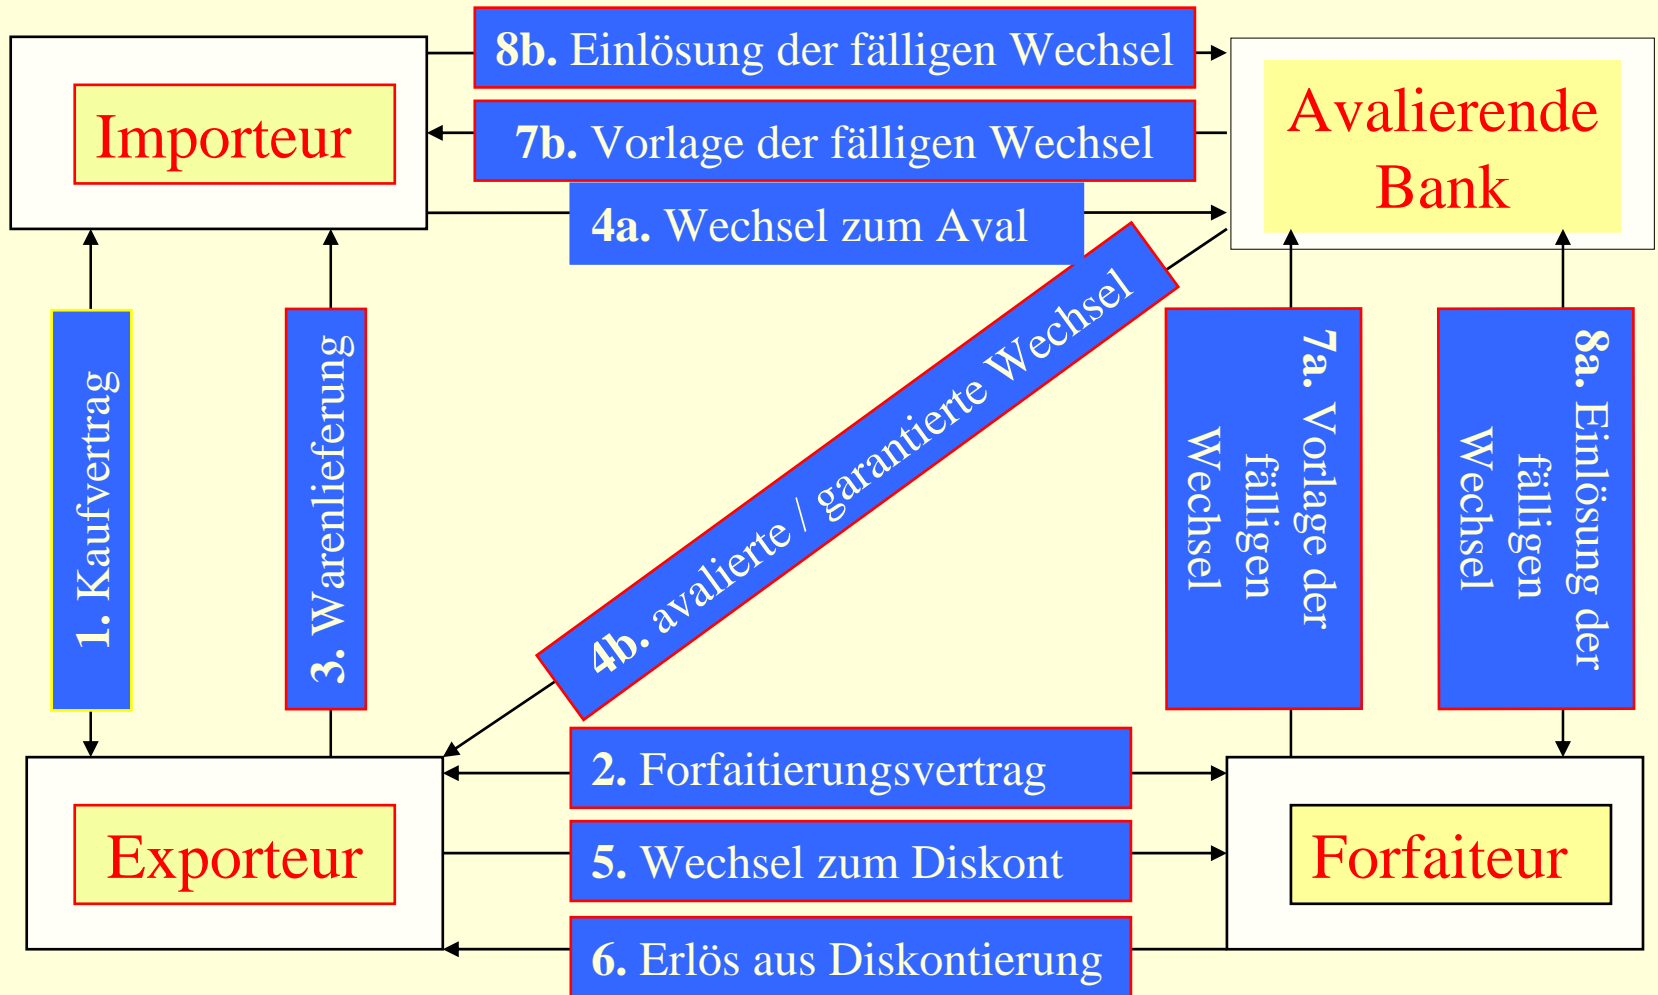 8b. Einlösung der fälligen Wechsel
Importeur
7b. Vorlage der fälligen Wechsel
Avalierende
Bank
4a. Wechsel zum Aval
1. Kaufvertrag
3. Warenlieferung
4b. avalierte / garantierte Wechsel
7a. Vorlage der
fälligen
Wechsel
8a. Einlösung der
fälligen
Wechsel
2. Forfaitierungsvertrag
Exporteur
5. Wechsel zum Diskont
Forfaiteur
6. Erlös aus Diskontierung